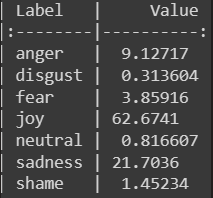 | Label   |     Value
|:--------|----------:
| anger   |  9.12717
| disgust |  0.313604
| fear    |  3.85916
| joy     | 62.6741
| neutral |  0.816607
| sadness | 21.7036
| shame   |  1.45234